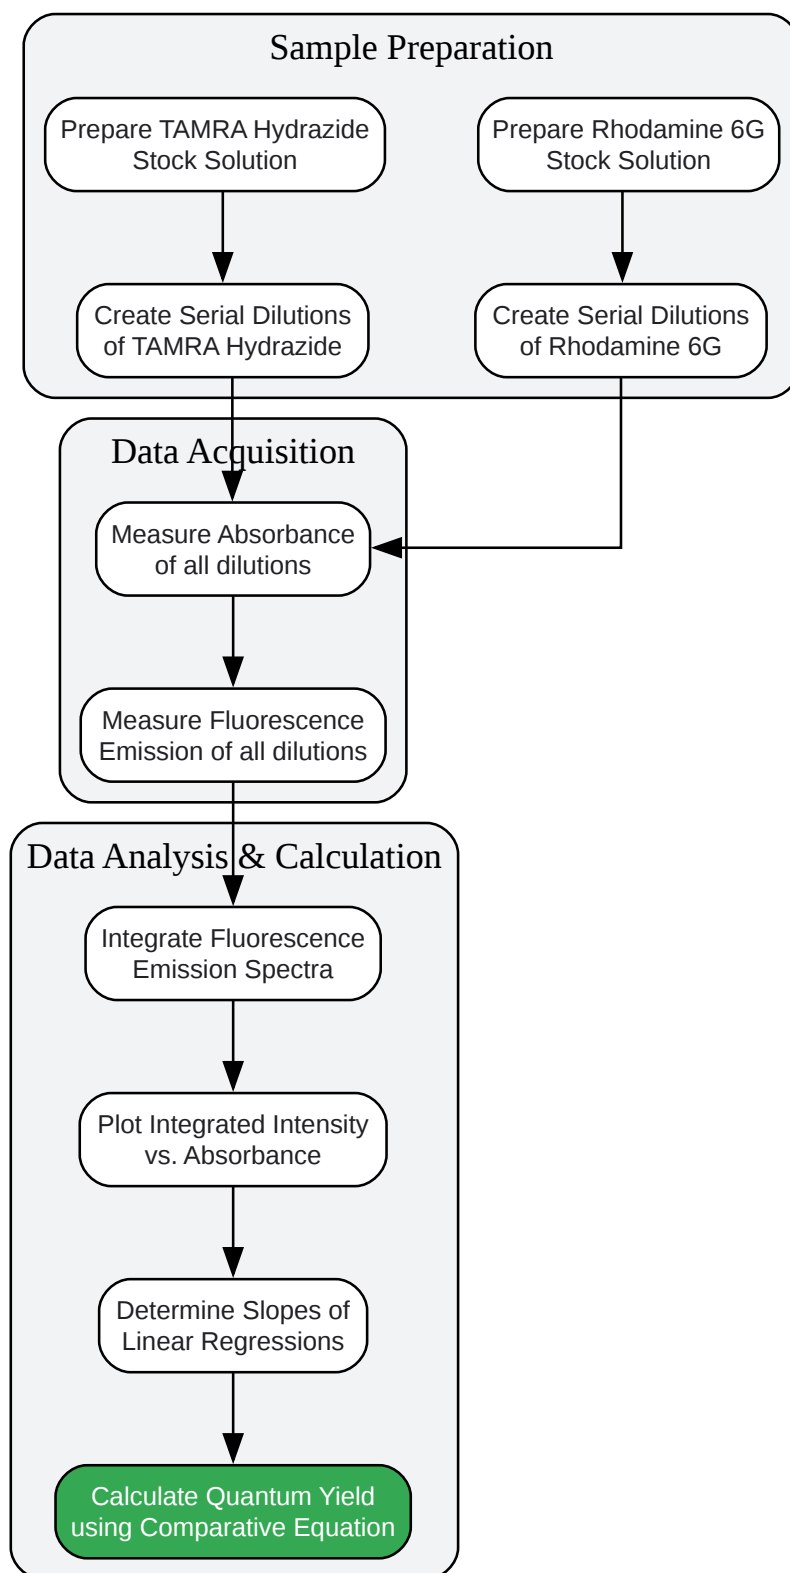 Sample Preparation
Prepare TAMRA Hydrazide
Stock Solution
Prepare Rhodamine 6G
Stock Solution
Create Serial Dilutions
of TAMRA Hydrazide
Create Serial Dilutions
of Rhodamine 6G
Data Acquisition
Measure Absorbance
of all dilutions
Measure Fluorescence
Emission of all dilutions
Data Analysis & Calculation
Integrate Fluorescence
Emission Spectra
Plot Integrated Intensity
vs. Absorbance
Determine Slopes of
Linear Regressions
Calculate Quantum Yield
using Comparative Equation